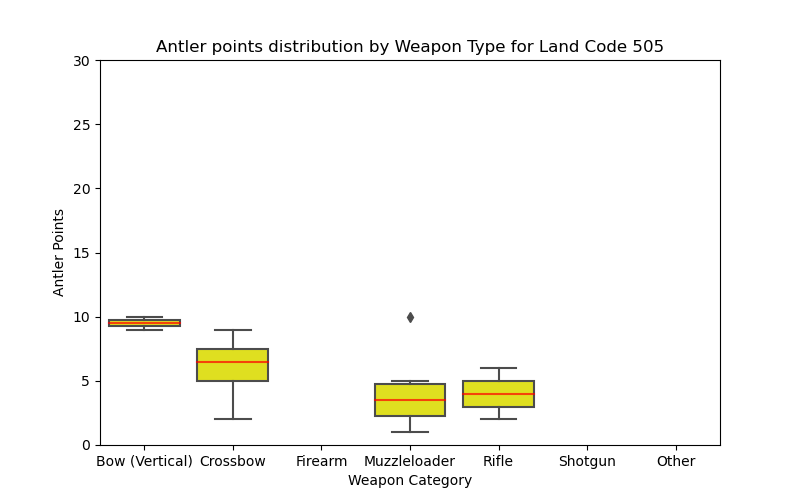 Antler points distribution by Weapon Type for Land Code 505
30
25
20
15
10
5
0
Antler Points
Bow (Vertical) Crossbow Firearm Muzzleloader Rifle Shotgun Other
Weapon Category